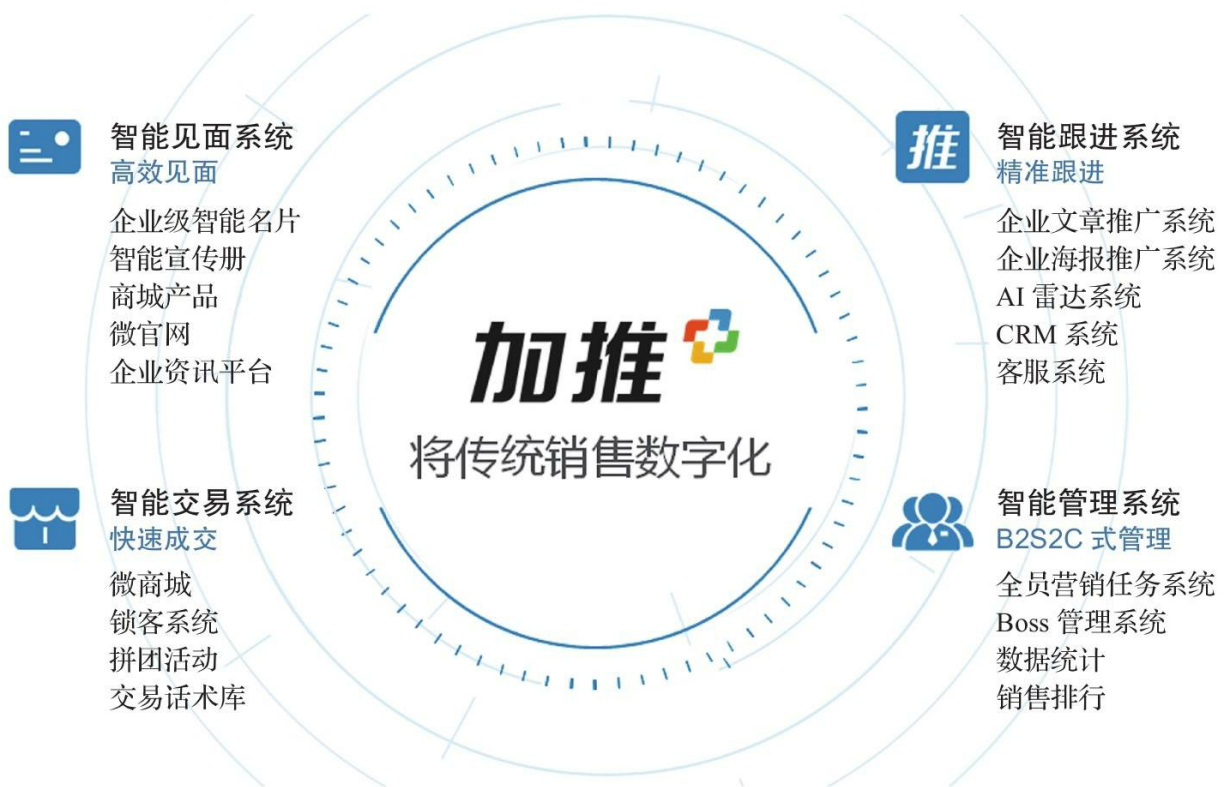 智能见面系统
高效见面
企业级智能名片
智能宣传册
商城产品
微官网
企业资讯平台
推
智能跟进系统
精准跟进
企业文章推广系统
企业海报推广系统
AI 雷达系统
CRM 系统
客服系统
加推
将传统销售数字化
智能交易系统
快速成交
微商城
锁客系统
拼团活动
交易话术库
智能管理系统
B2S2C 式管理
全员营销任务系统
Boss 管理系统
数据统计
销售排行